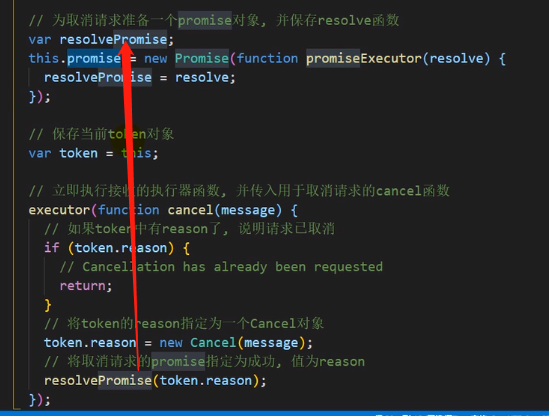 // 为取消请求准备一个promise对象, 并保存resolve函数
var resolvePromise;
this.promise = new Promise(function promiseExecutor(resolve) {
resolvePromise = resolve;
});
// 保存当前token对象
var token = this;
// 立即执行接收的执行器函数, 并传入用于取消请求的cancel函数
executor(function cancel(message) {
// 如果token中有reason了, 说明请求已取消
if (token.reason) {
// Cancellation has already been requested
return;
}
// 将token的reason指定为一个Cancel对象
token.reason = new Cancel(message);
// 将取消请求的promise指定为成功, 值为reason
resolvePromise(token.reason);
});